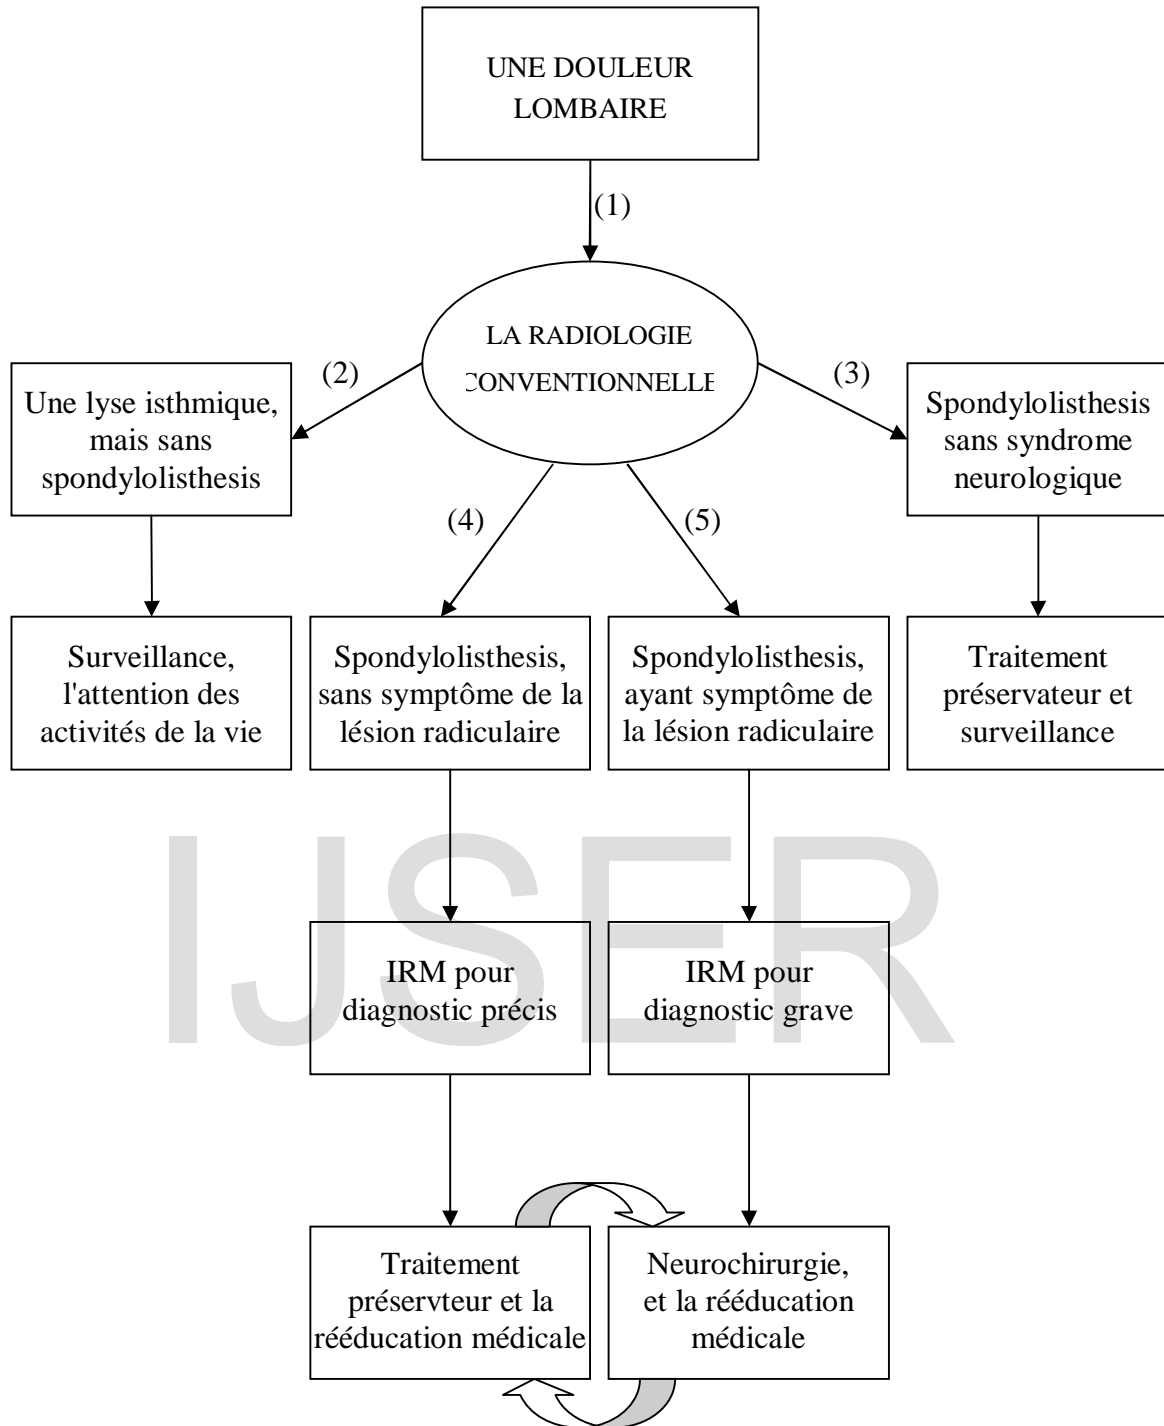 UNE DOULEUR
LOMBAIRE
(1)
LA RADIOLOGIE
CONVENTIONNELLE
(2)
(3)
Une lyse isthmique,
mais sans
spondylolisthesis
Spondylolisthesis
sans syndrome
neurologique
(4)
(5)
Surveillance,
l'attention des
activités de la vie
Spondylolisthesis,
sans symptôme de la
lésion radiculaire
Spondylolisthesis,
ayant symptôme de
la lésion radiculaire
Traitement
préservateur et
surveillance
IJSER
IRM pour
diagnostic précis
IRM pour
diagnostic grave
Traitement
préservteur et la
rééducation médicale
Neurochirurgie,
et la rééducation
médicale